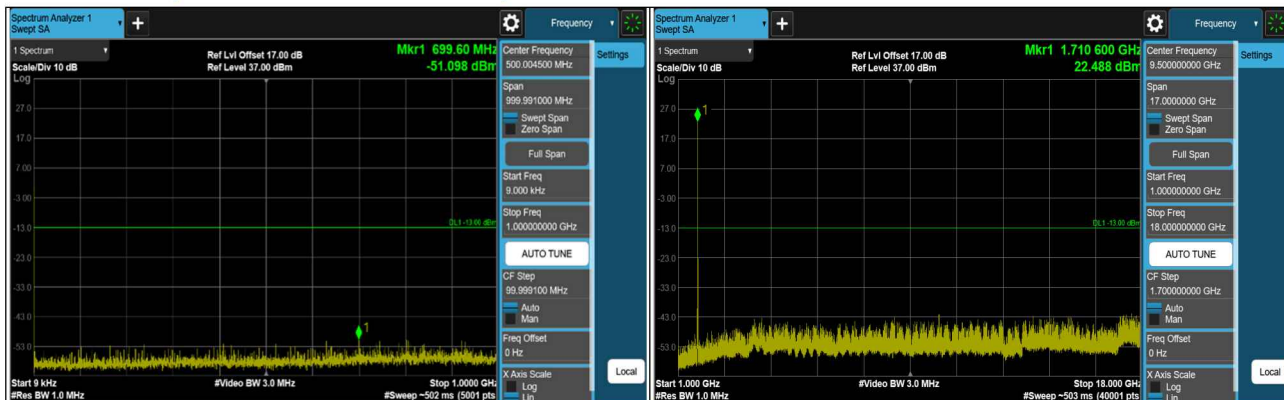 Spectrum Analyzer 1
Swept SA
+
Frequency
1 Spectrum
Scale/Div 10 dB
Log
Ref Lvl Offset 17.00 dB
Ref Level 37.00 dBm
Mkr1 699.60 MHz
-51.098 dBm
27.0
17.0
7.00
-3.00
-13.0
-23.0
-33.0
-43.0
-53.0
DL1 -13.00 dBm
1
Start 9 kHz
#Res BW 1.0 MHz
#Video BW 3.0 MHz
Stop 1.0000 GHz
#Sweep ~502 ms (5001 pts
Center Frequency
500.004500 MHz
Span
999.991000 MHz
Swept Span
Zero Span
Full Span
Start Freq
9.000 kHz
Stop Freq
1.000000000 GHz
AUTO TUNE
CF Step
99.999100 MHz
Auto
Man
Freq Offset
0 Hz
X Axis Scale
Log
Lin
Settings
Local
Spectrum Analyzer 1
Swept SA
+
Frequency
1 Spectrum
Scale/Div 10 dB
Log
Ref Lvl Offset 17.00 dB
Ref Level 37.00 dBm
Mkr1 1.710 600 GHz
22.488 dBm
27.0
17.0
7.00
-3.00
-13.0
-23.0
-33.0
-43.0
-53.0
DL1 -13.00 dBm
1
Start 1.000 GHz
#Res BW 1.0 MHz
#Video BW 3.0 MHz
Stop 18.000 GHz
#Sweep ~503 ms (40001 pts
Center Frequency
9.500000000 GHz
Span
17.0000000 GHz
Swept Span
Zero Span
Full Span
Start Freq
1.000000000 GHz
Stop Freq
18.000000000 GHz
AUTO TUNE
CF Step
1.700000000 GHz
Auto
Man
Freq Offset
0 Hz
X Axis Scale
Log
Lin
Settings
Local